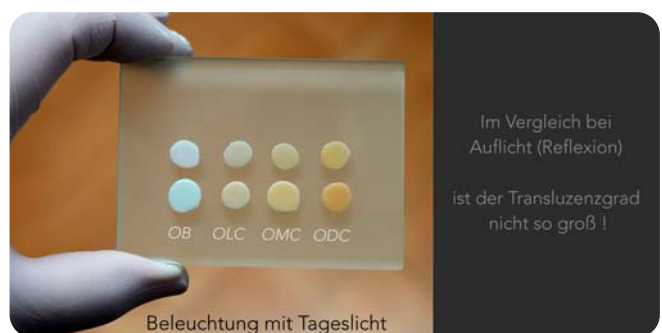 Im Vergleich bei
Auflicht (Reflexion)
ist der Transluzenzgrad
nicht so groß !
OB OLC OMC ODC
Beleuchtung mit Tageslicht